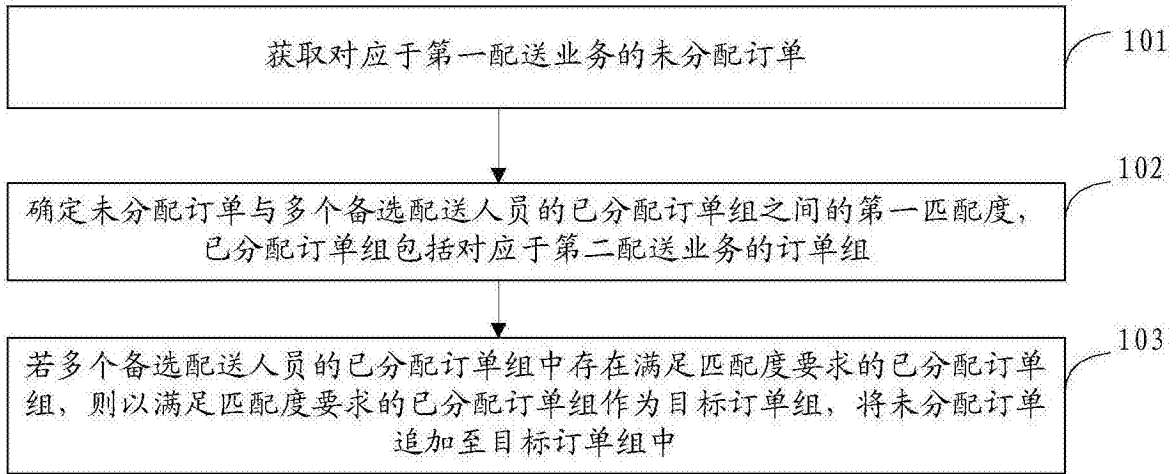 获取对应于第一配送业务的未分配订单
101
102
确定未分配订单与多个备选配送人员的已分配订单组之间的第一匹配度，
已分配订单组包括对应于第二配送业务的订单组
103
若多个备选配送人员的已分配订单组中存在满足匹配度要求的已分配订单
组，则以满足匹配度要求的已分配订单组作为目标订单组，将未分配订单
追加至目标订单组中